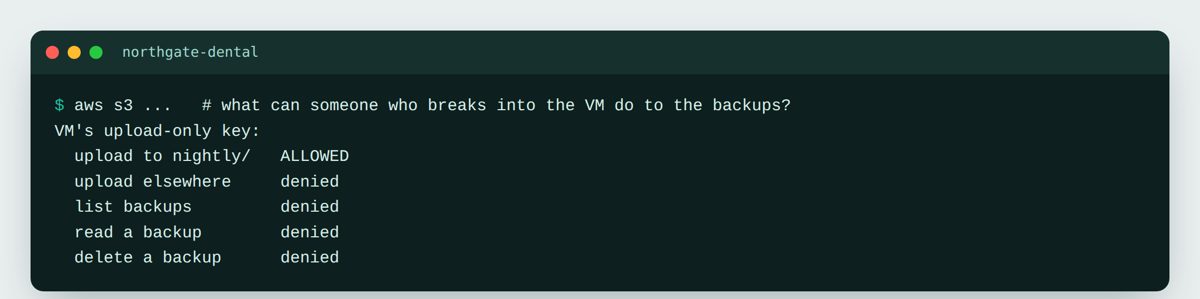 northgate-dental
$ aws s3 ...   # what can someone who breaks into the VM do to the backups?
VM's upload-only key:
  upload to nightly/   ALLOWED
  upload elsewhere     denied
  list backups         denied
  read a backup        denied
  delete a backup      denied